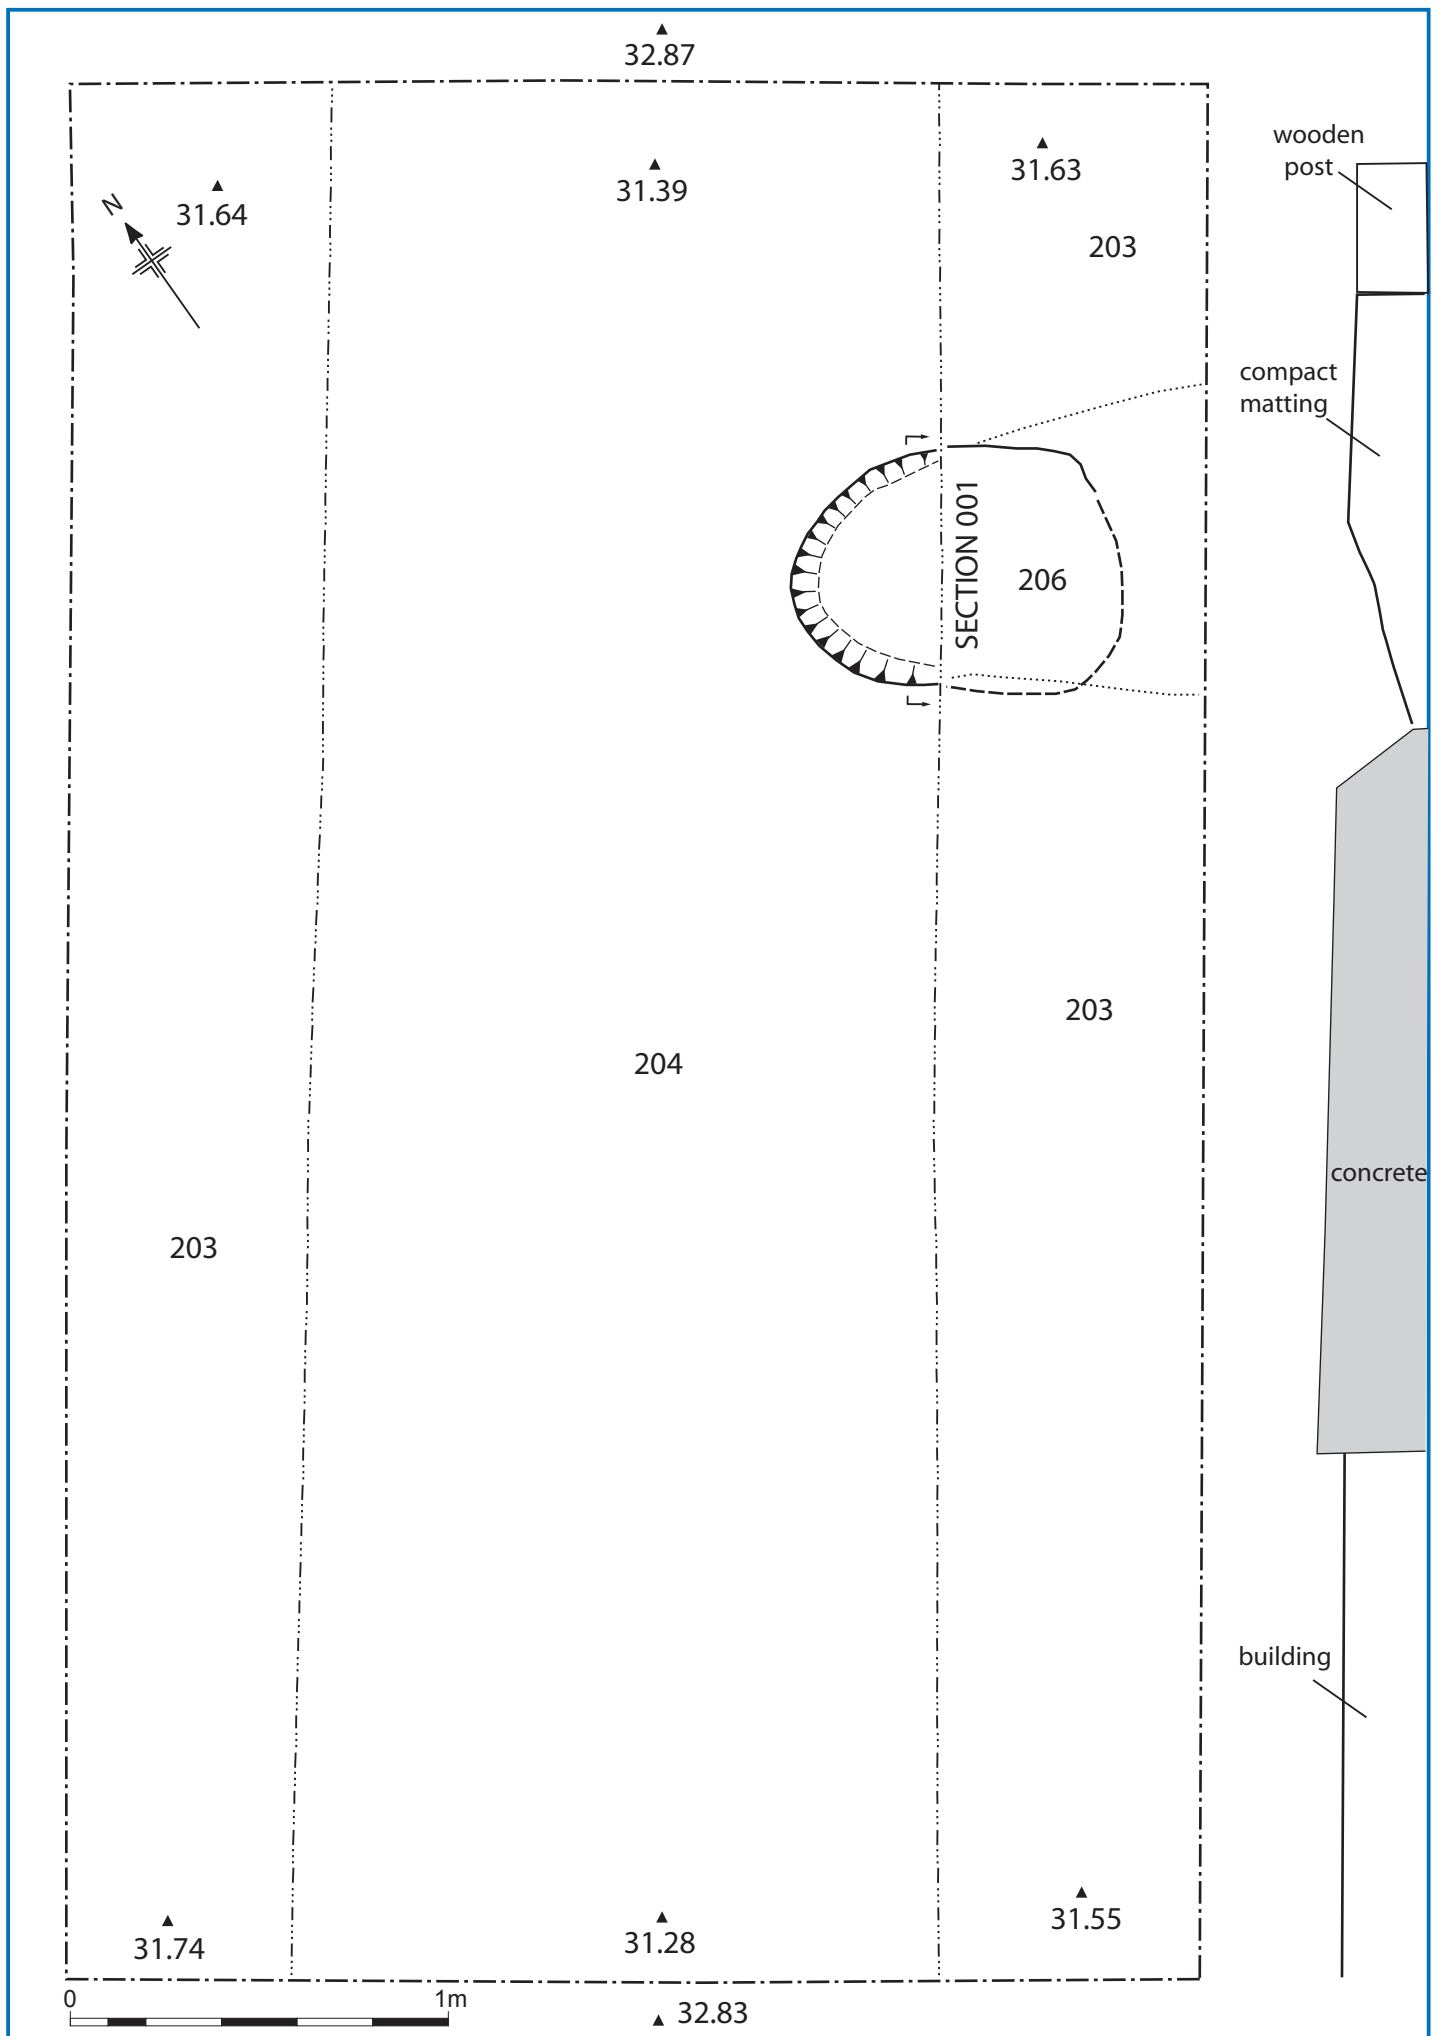 32.87
wooden
post
31.63
31.39
N
31.64
203
compact
matting
SECTION 001
206
203
204
concrete
203
building
31.55
31.28
31.74
0
1m
32.83